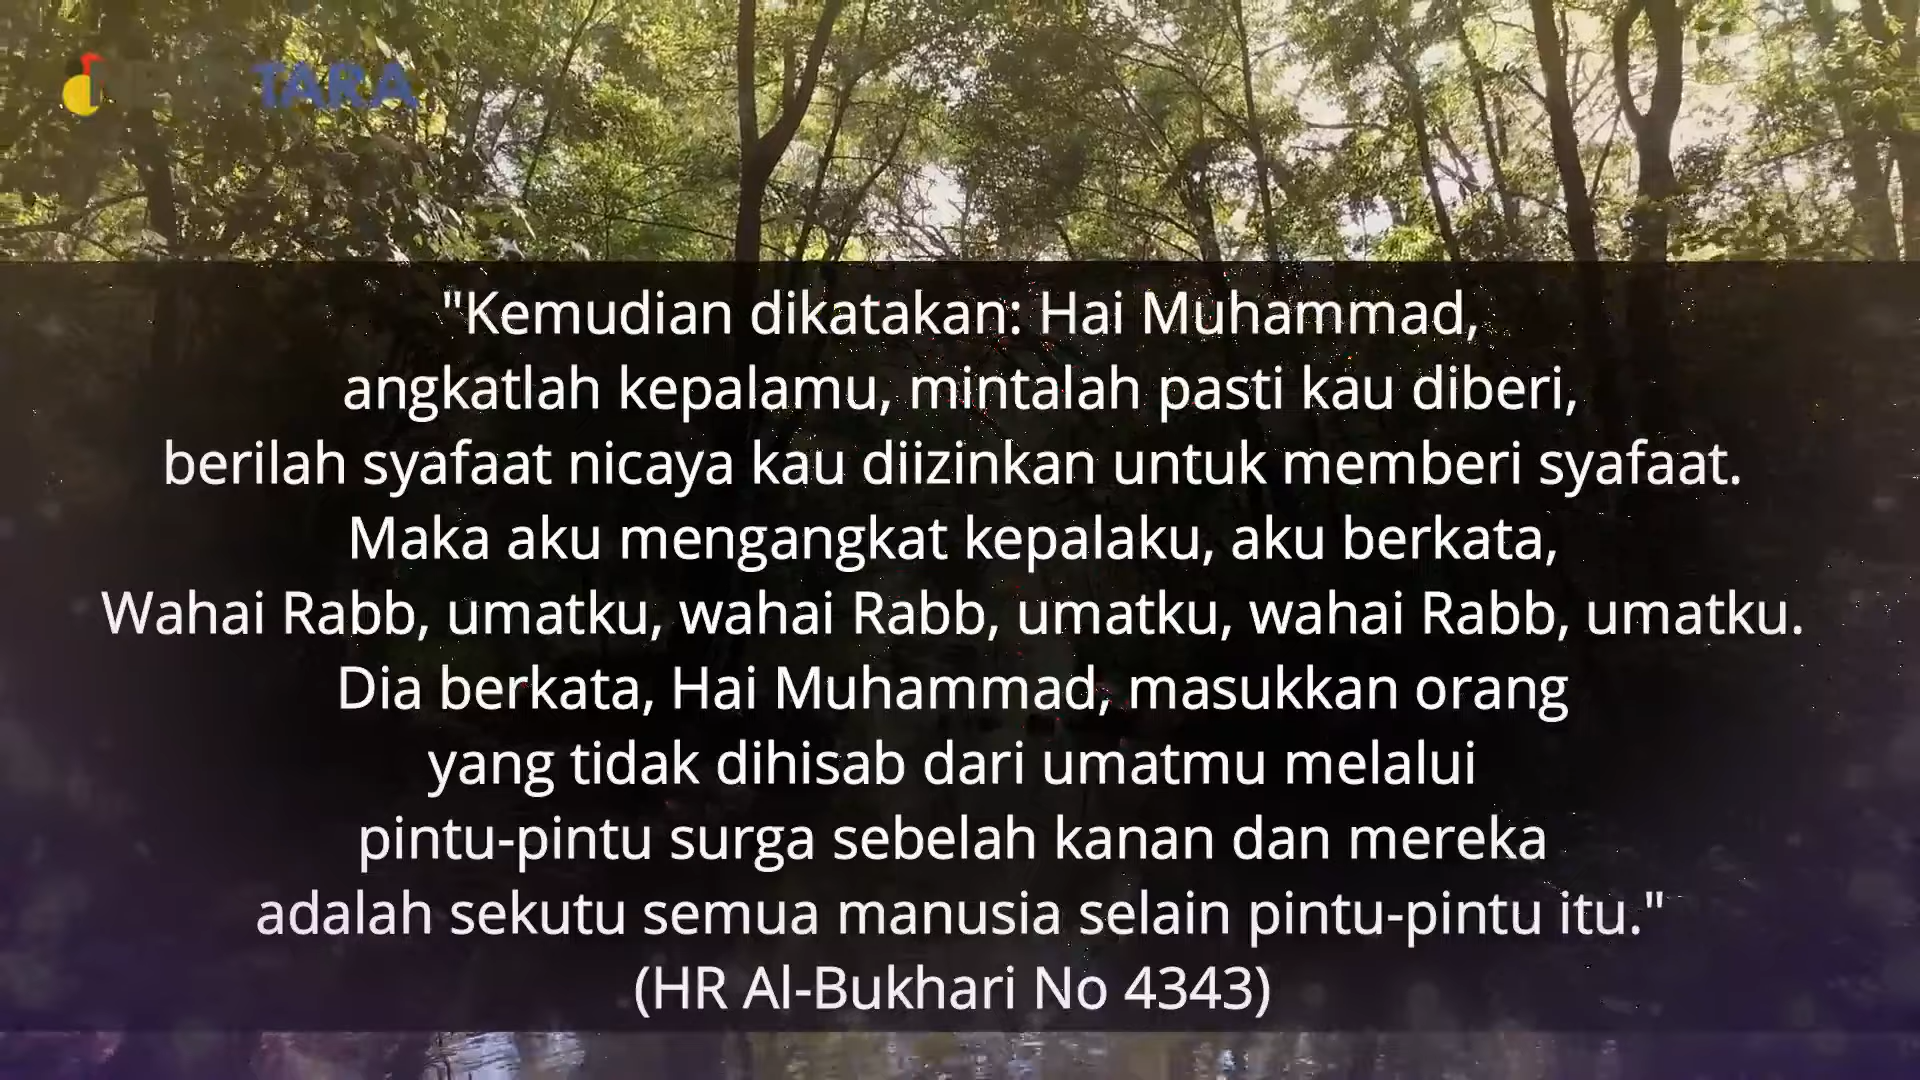 TARA
"Kemudian dikatakan: Hai Muhammad,
angkatlah kepalamu, mintalah pasti kau diberi,
berilah syafaat nicaya kau diizinkan untuk memberi syafaat.
Maka aku mengangkat kepalaku, aku berkata,
Wahai Rabb, umatku, wahai Rabb, umatku, wahai Rabb, umatku.
Dia berkata, Hai Muhammad, masukkan orang
yang tidak dihisab dari umatmu melalui
pintu-pintu surga sebelah kanan dan mereka
adalah sekutu semua manusia selain pintu-pintu itu."
(HR Al-Bukhari No 4343)